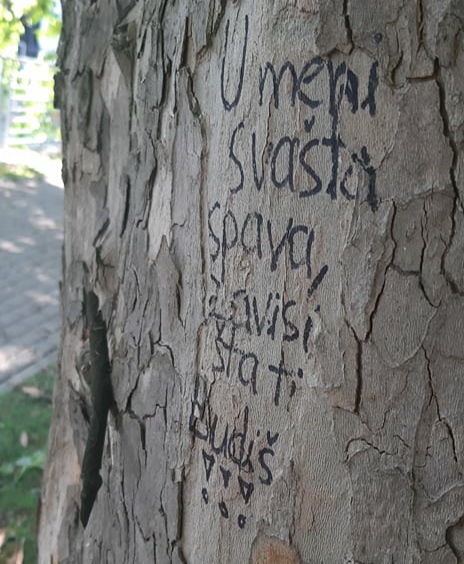 U meni
svašta
spava,
Zavisi
šta ti
Budiš
!!!